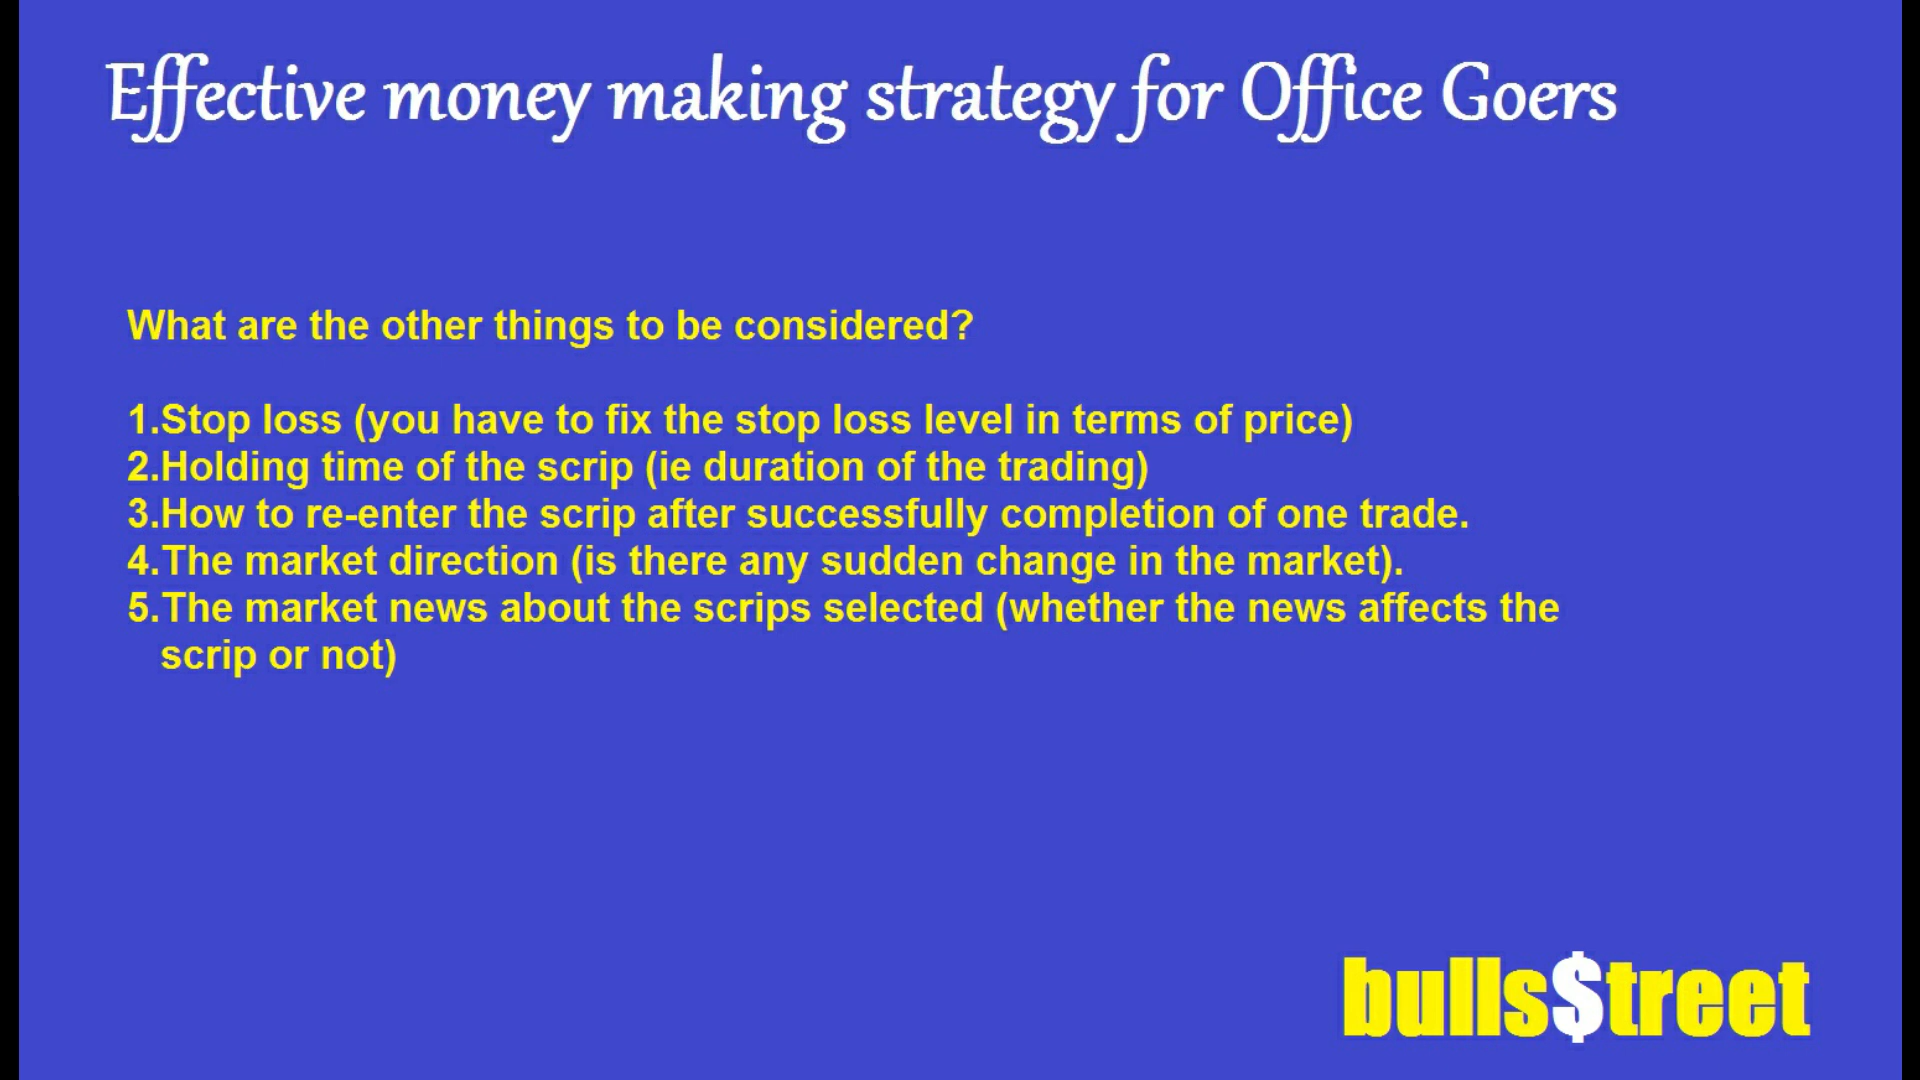 Effective money making strategy for Office Goers
What are the other things to be considered?
1.Stop loss (you have to fix the stop loss level in terms of price)
2.Holding time of the scrip (ie duration of the trading)
3.How to re-enter the scrip after successfully completion of one trade.
4.The market direction (is there any sudden change in the market).
5.The market news about the scrips selected (whether the news affects the
scrip or not)
bulls$treet